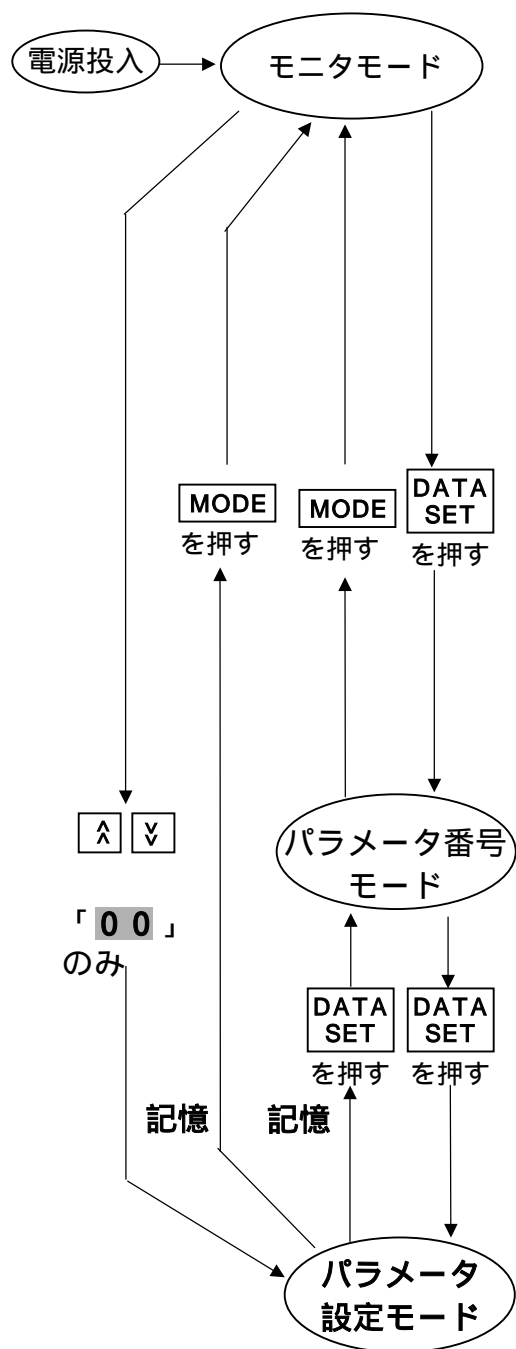 電源投入
モニタモード
MODE
を押す
MODE
を押す
DATA
SET
を押す
パラメータ番号
モード
「００」
のみ
DATA
SET
を押す
DATA
SET
を押す
記憶
記憶
パラメータ
設定モード